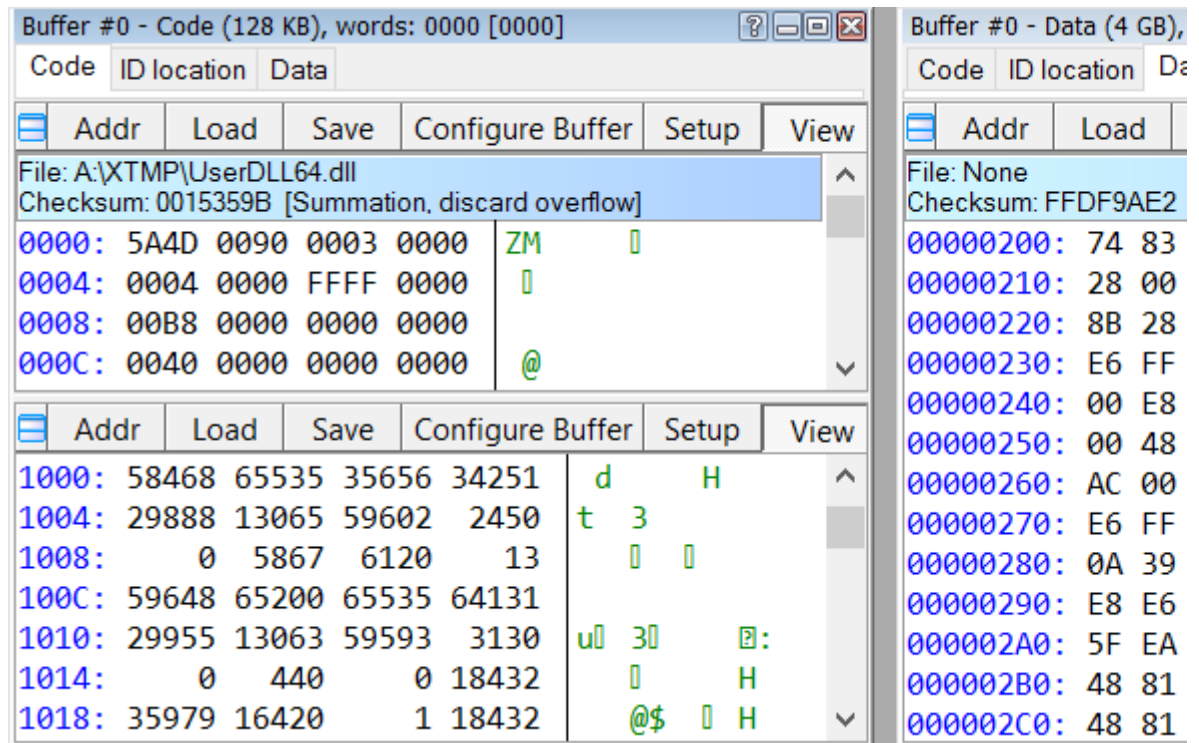 Buffer #0 - Code (128 KB), words: 0000 [0000]
Code ID location Data
Addr Load Save Configure Buffer Setup View
File: A:\XTMP\UserDLL64.dll
Checksum: 0015359B [Summation, discard overflow]
0000: 5A4D 0090 0003 0000 ZM
0004: 0004 0000 FFFF 0000
0008: 00B8 0000 0000 0000
000C: 0040 0000 0000 0000 @
Addr Load Save Configure Buffer Setup View
1000: 58468 65535 35656 34251 d H
1004: 29888 13065 59602 2450 t 3
1008: 0 5867 6120 13
100C: 59648 65200 65535 64131
1010: 29955 13063 59593 3130 u 3 :
1014: 0 440 0 18432 H
1018: 35979 16420 1 18432 @$ H
Buffer #0 - Data (4 GB),
Code ID location Da
Addr Load
File: None
Checksum: FFDF9AE2
00000200: 74 83
00000210: 28 00
00000220: 8B 28
00000230: E6 FF
00000240: 00 E8
00000250: 00 48
00000260: AC 00
00000270: E6 FF
00000280: 0A 39
00000290: E8 E6
000002A0: 5F EA
000002B0: 48 81
000002C0: 48 81